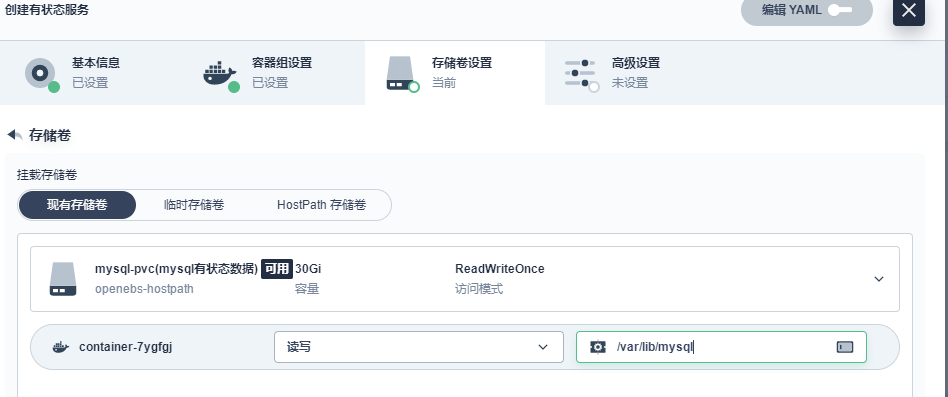 创建有状态服务
编辑 YAML
基本信息
已设置
容器组设置
已设置
存储卷设置
当前
高级设置
未设置
存储卷
挂载存储卷
现有存储卷 临时存储卷 HostPath 存储卷
mysql-pvc(mysql有状态数据) 可用 30Gi ReadWriteOnce
openebs-hostpath 容量 访问模式
container-7ygfgj 读写 /var/lib/mysql